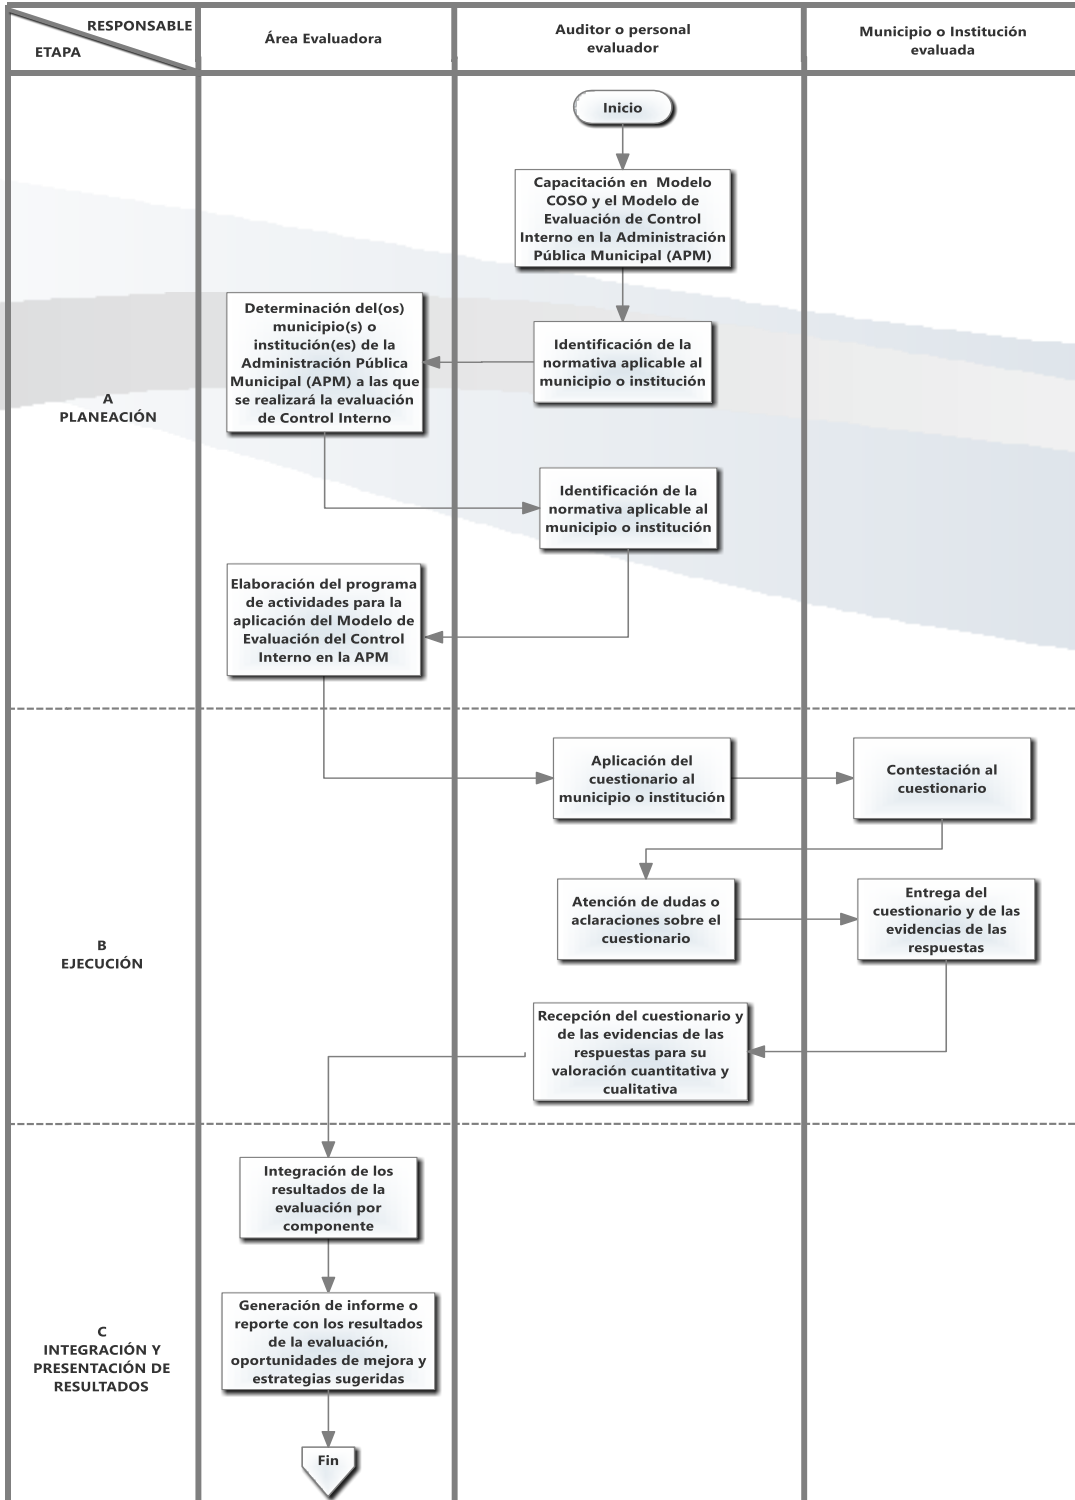 RESPONSABLE
ETAPA
Área Evaluadora
Auditor o personal
evaluador
Municipio o Institución
evaluada
A
PLANEACIÓN
Inicio
Capacitación en Modelo
COSO y el Modelo de
Evaluación de Control
Interno en la Administración
Pública Municipal (APM)
Identificación de la
normativa aplicable al
municipio o institución
Determinación del(os)
municipio(s) o
institución(es) de la
Administración Pública
Municipal (APM) a las que
se realizará la evaluación
de Control Interno
Identificación de la
normativa aplicable al
municipio o institución
Elaboración del programa
de actividades para la
aplicación del Modelo de
Evaluación del Control
Interno en la APM
B
EJECUCIÓN
Aplicación del
cuestionario al
municipio o institución
Contestación al
cuestionario
Atención de dudas o
aclaraciones sobre el
cuestionario
Entrega del
cuestionario y de las
evidencias de las
respuestas
Recepción del cuestionario y
de las evidencias de las
respuestas para su
valoración cuantitativa y
cualitativa
C
INTEGRACIÓN Y
PRESENTACIÓN DE
RESULTADOS
Integración de los
resultados de la
evaluación por
componente
Generación de informe o
reporte con los resultados
de la evaluación,
oportunidades de mejora y
estrategias sugeridas
Fin